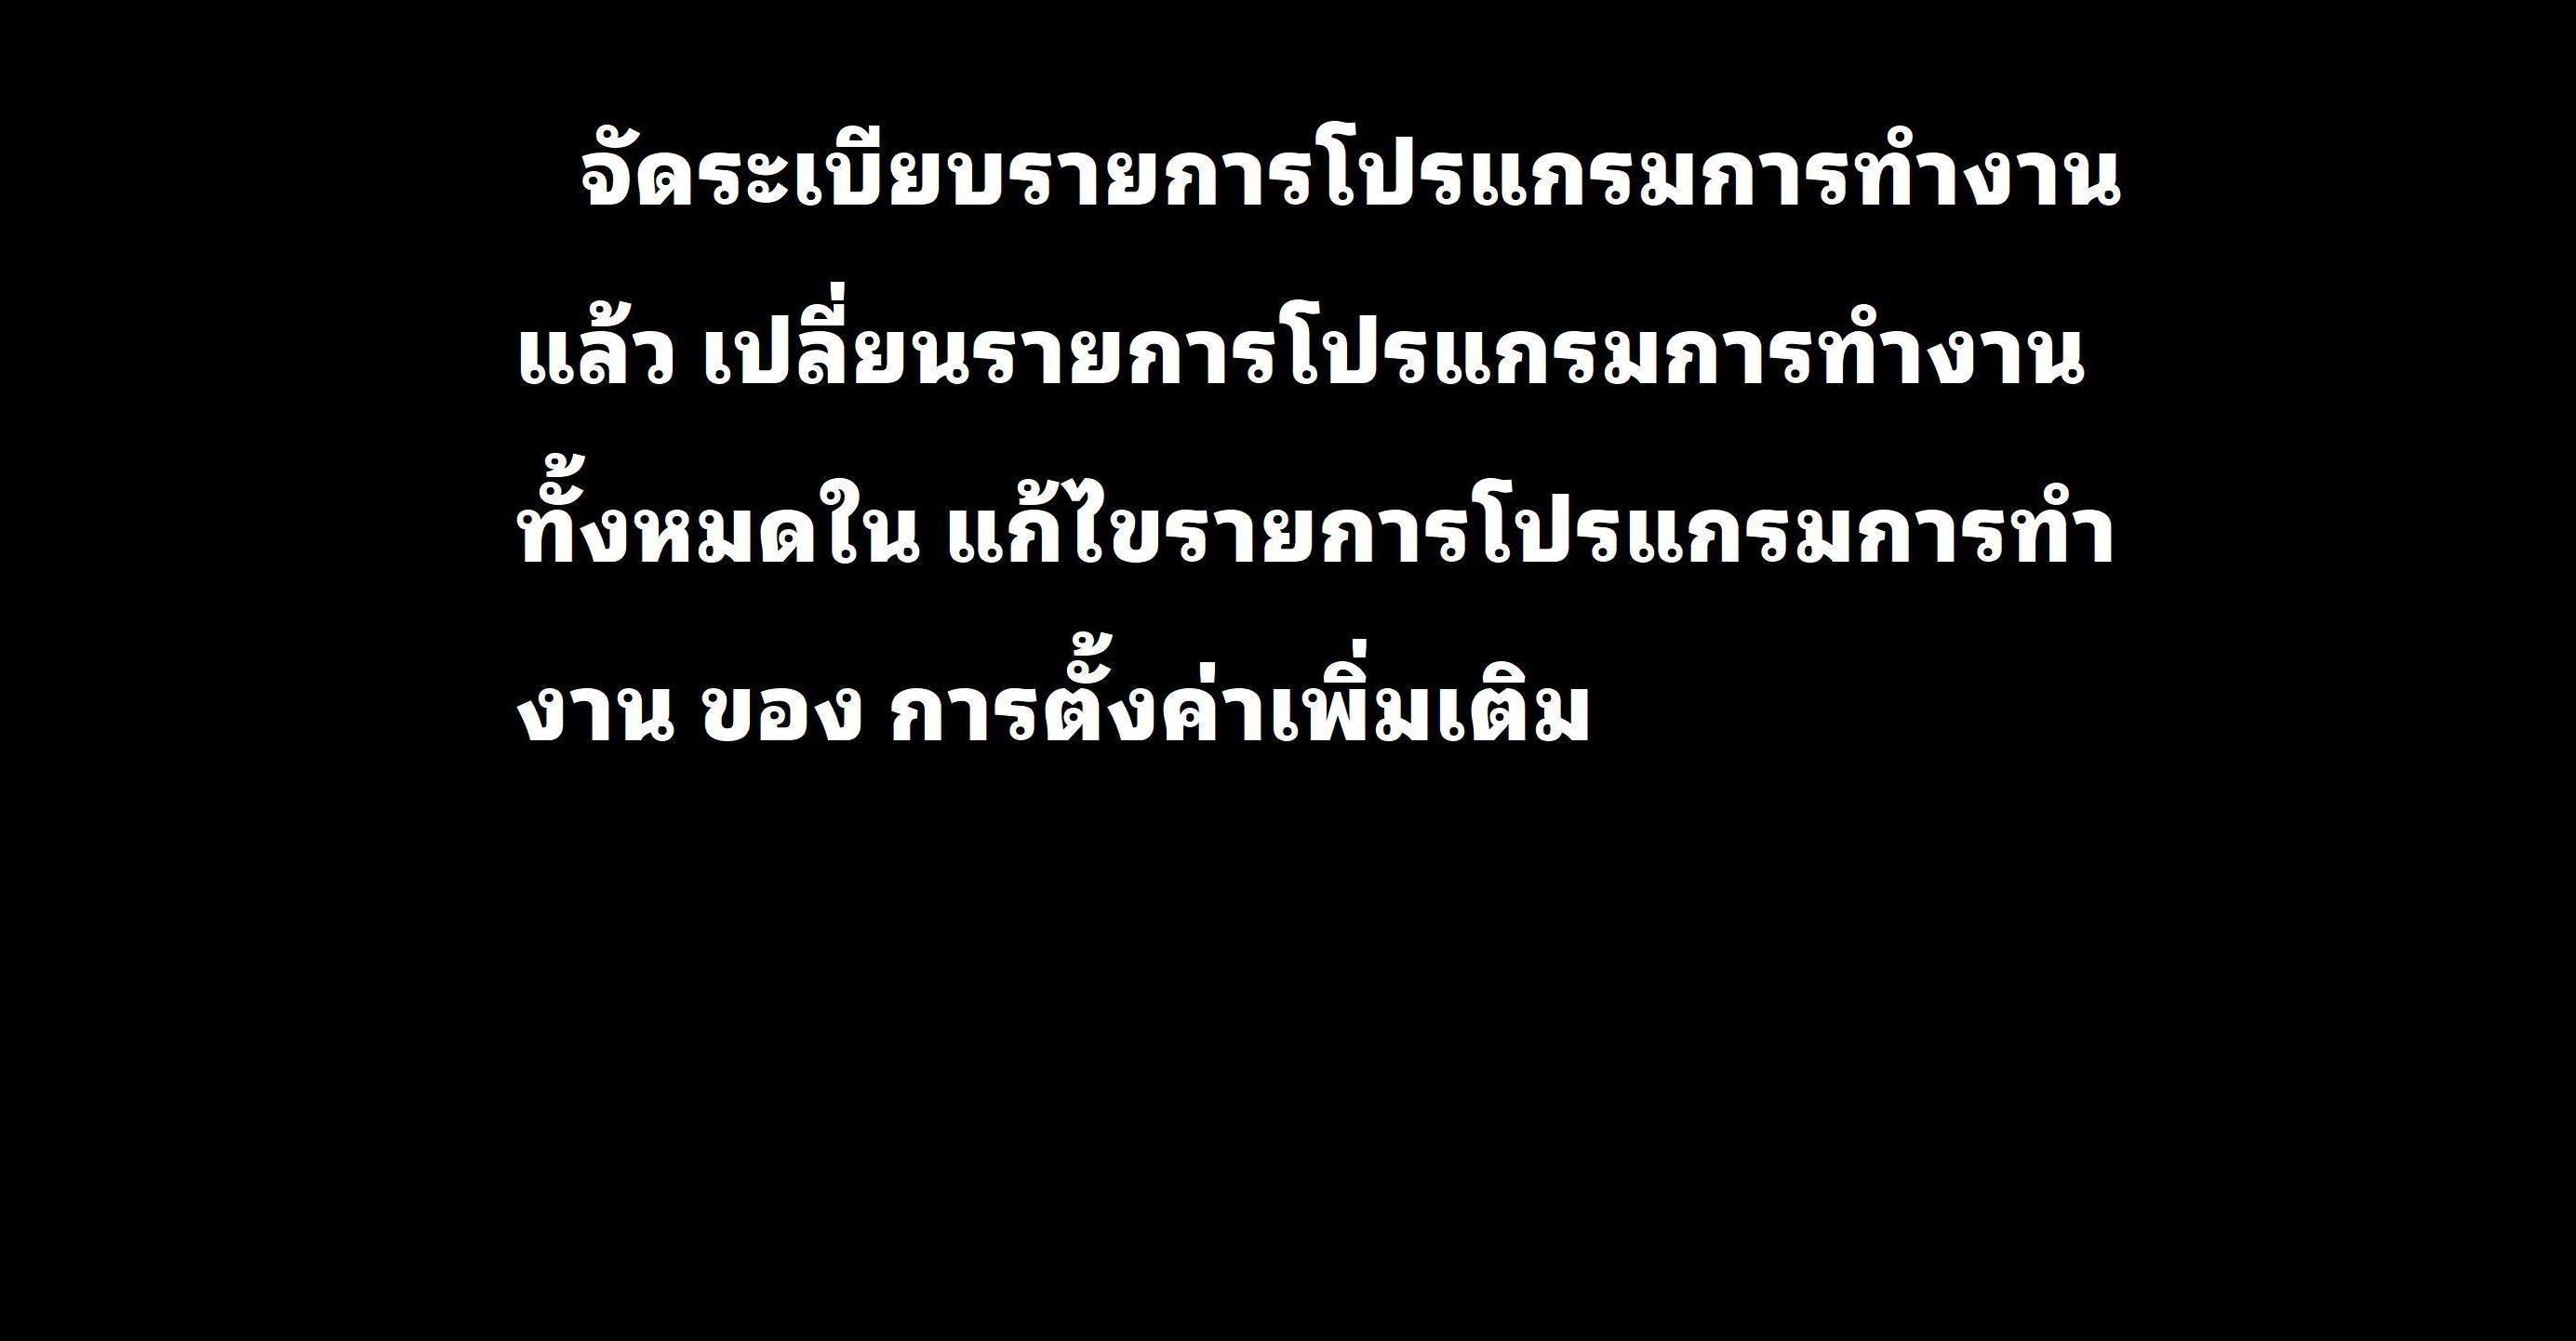 จัดระเบียบรายการโปรแกรมการทำงาน
แล้ว เปลี่ยนรายการโปรแกรมการทำงาน
ทั้งหมดใน แก้ไขรายการโปรแกรมการทำ
งาน ของ การตั้งค่าเพิ่มเติม